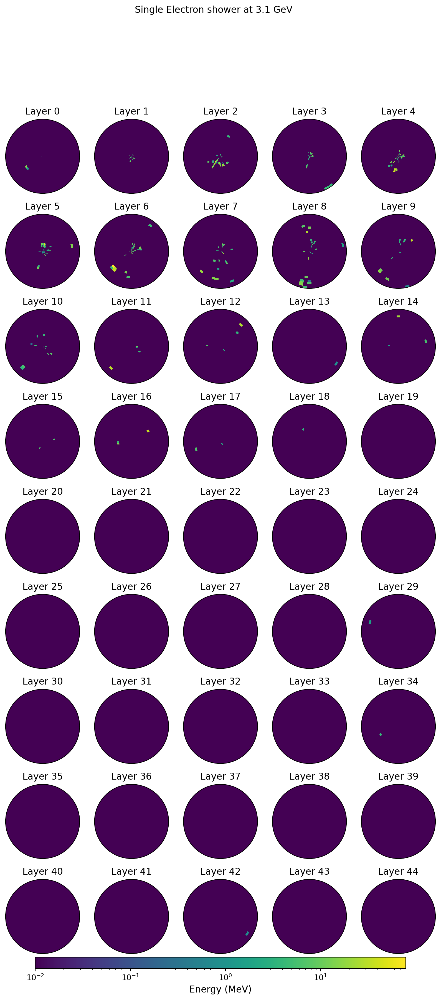 Single Electron shower at 3.1 GeV
Layer 0 Layer 1 Layer 2 Layer 3 Layer 4
Layer 5 Layer 6 Layer 7 Layer 8 Layer 9
Layer 10 Layer 11 Layer 12 Layer 13 Layer 14
Layer 15 Layer 16 Layer 17 Layer 18 Layer 19
Layer 20 Layer 21 Layer 22 Layer 23 Layer 24
Layer 25 Layer 26 Layer 27 Layer 28 Layer 29
Layer 30 Layer 31 Layer 32 Layer 33 Layer 34
Layer 35 Layer 36 Layer 37 Layer 38 Layer 39
Layer 40 Layer 41 Layer 42 Layer 43 Layer 44
10⁻² 10⁻¹ 10⁰ 10¹
Energy (MeV)